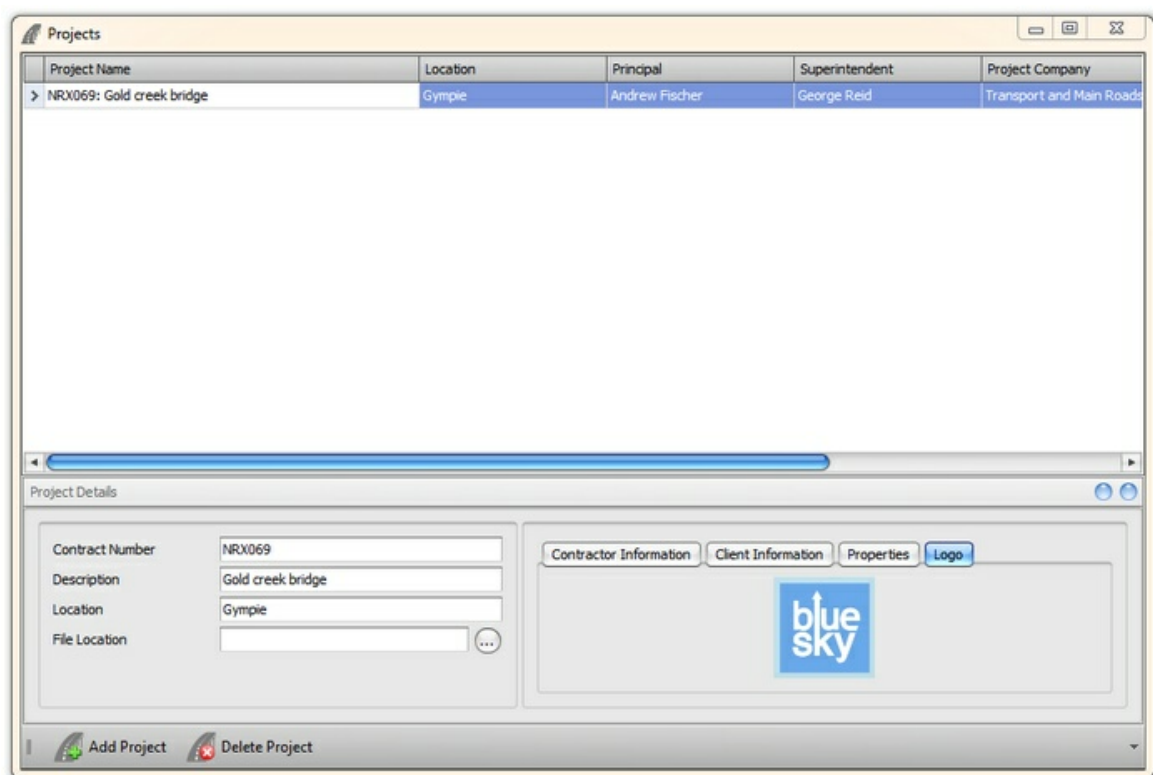 Projects
Project Name Location Principal Superintendent Project Company
> NRX069: Gold creek bridge Gympie Andrew Fischer George Reid Transport and Main Roads
Project Details
Contract Number NRX069
Description Gold creek bridge
Location Gympie
File Location ...
Contractor Information Client Information Properties Logo
blue
sky
Add Project Delete Project